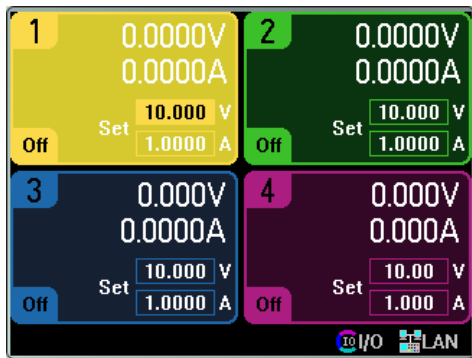 1 0.0000V
0.0000A
Set 10.000 V
1.0000 A
Off
2 0.0000V
0.0000A
Set 10.000 V
1.0000 A
Off
3 0.000V
0.0000A
Set 10.000 V
1.0000 A
Off
4 0.000V
0.000A
Set 10.00 V
1.000 A
Off
IO I/O LAN